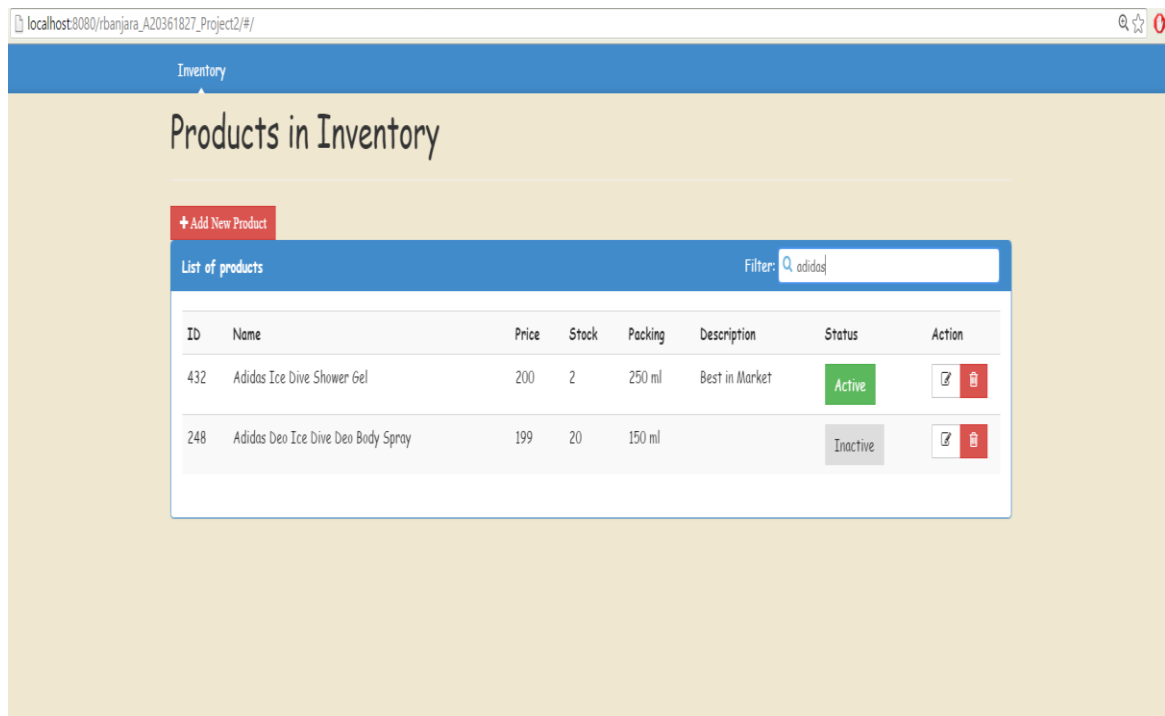 localhost:8080/rbanjara_A20361827_Project2/#/
Inventory
Products in Inventory
Add New Product
List of products Filter: adidas
ID Name Price Stock Packing Description Status Action
432 Adidas Ice Dive Shower Gel 200 2 250 ml Best in Market Active
248 Adidas Deo Ice Dive Deo Body Spray 199 20 150 ml Inactive